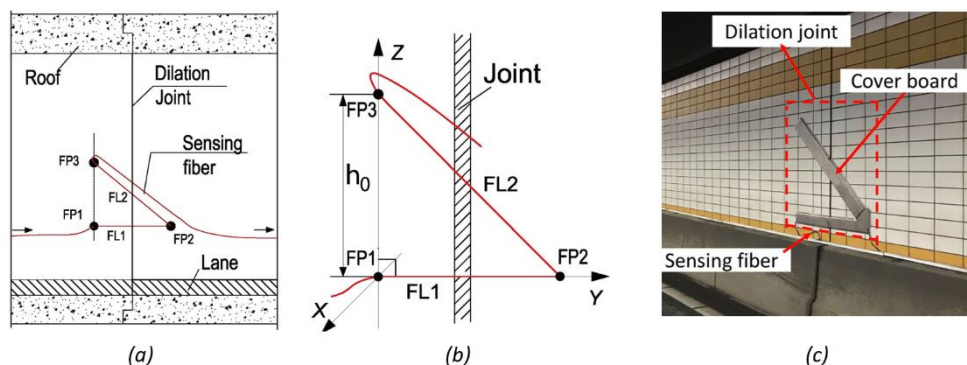 Roof
Dilation
Joint
Sensing
fiber
FP3
FL2
FP1
FL1
FP2
Lane
(a)
Z
Joint
FP3
h₀
FL2
FP1
FP2
FL1
X
Y
(b)
Dilation joint
Cover board
Sensing fiber
(c)